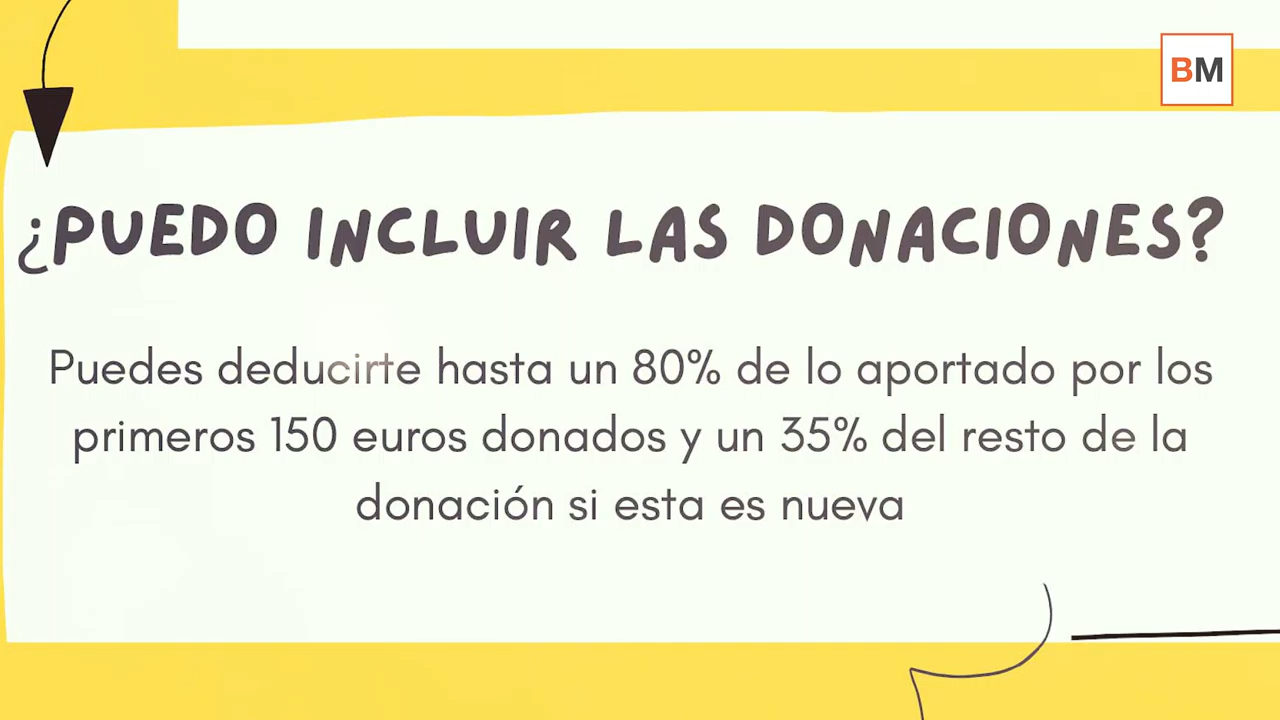 BM
¿PUEDO INCLUIR LAS DONACIONES?
Puedes deducirte hasta un 80% de lo aportado por los
primeros 150 euros donados y un 35% del resto de la
donación si esta es nueva